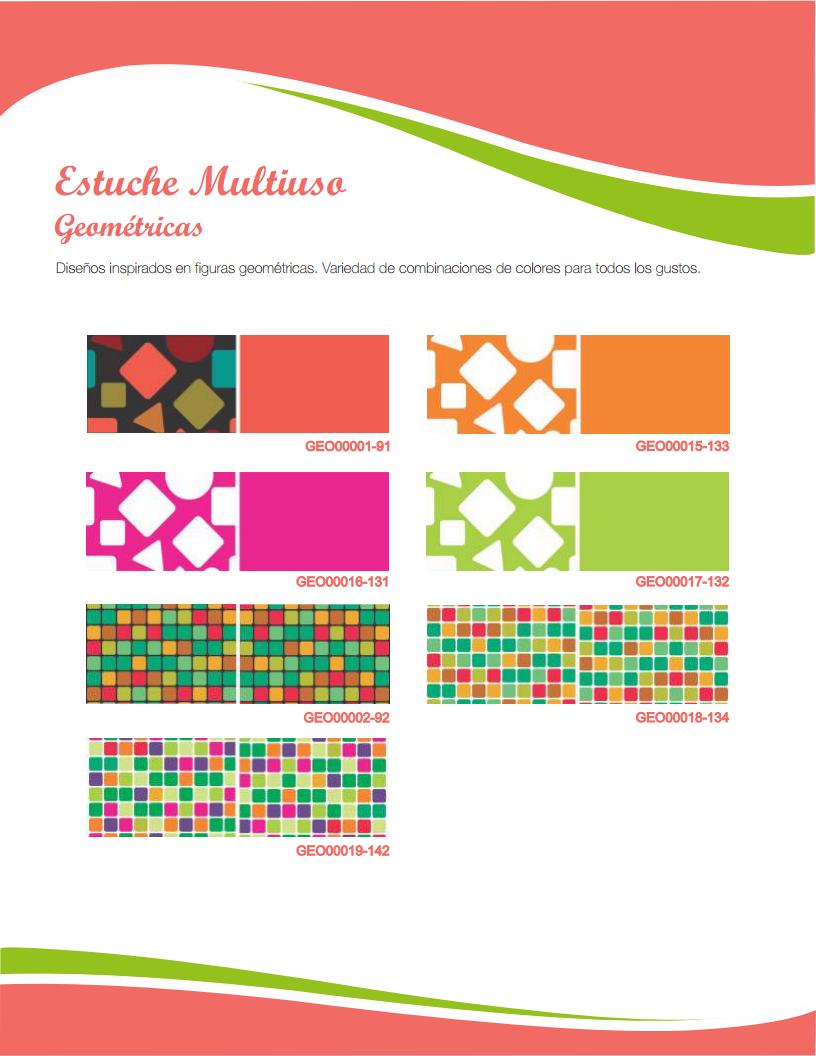 Estuche Multiuso
Geométricas
Diseños inspirados en figuras geométricas. Variedad de combinaciones de colores para todos los gustos.
GEO00001-91
GEO00015-133
GEO00016-131
GEO00017-132
GEO00002-92
GEO00018-134
GEO00019-142